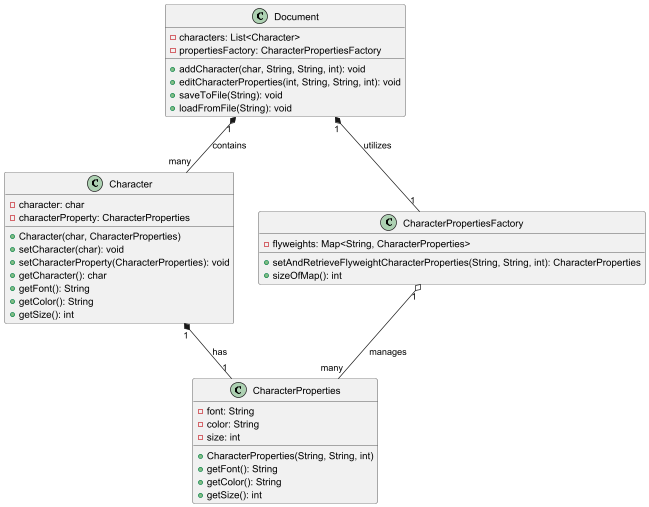 C Document
characters: List<Character>
propertiesFactory: CharacterPropertiesFactory
addCharacter(char, String, String, int): void
editCharacterProperties(int, String, String, int): void
saveToFile(String): void
loadFromFile(String): void
1
1
contains
utilizes
many
1
C Character
character: char
characterProperty: CharacterProperties
Character(char, CharacterProperties)
setCharacter(char): void
setCharacterProperty(CharacterProperties): void
getCharacter(): char
getFont(): String
getColor(): String
getSize(): int
C CharacterPropertiesFactory
flyweights: Map<String, CharacterProperties>
setAndRetrieveFlyweightCharacterProperties(String, String, int): CharacterProperties
sizeOfMap(): int
1
1
has
manages
1
many
C CharacterProperties
font: String
color: String
size: int
CharacterProperties(String, String, int)
getFont(): String
getColor(): String
getSize(): int